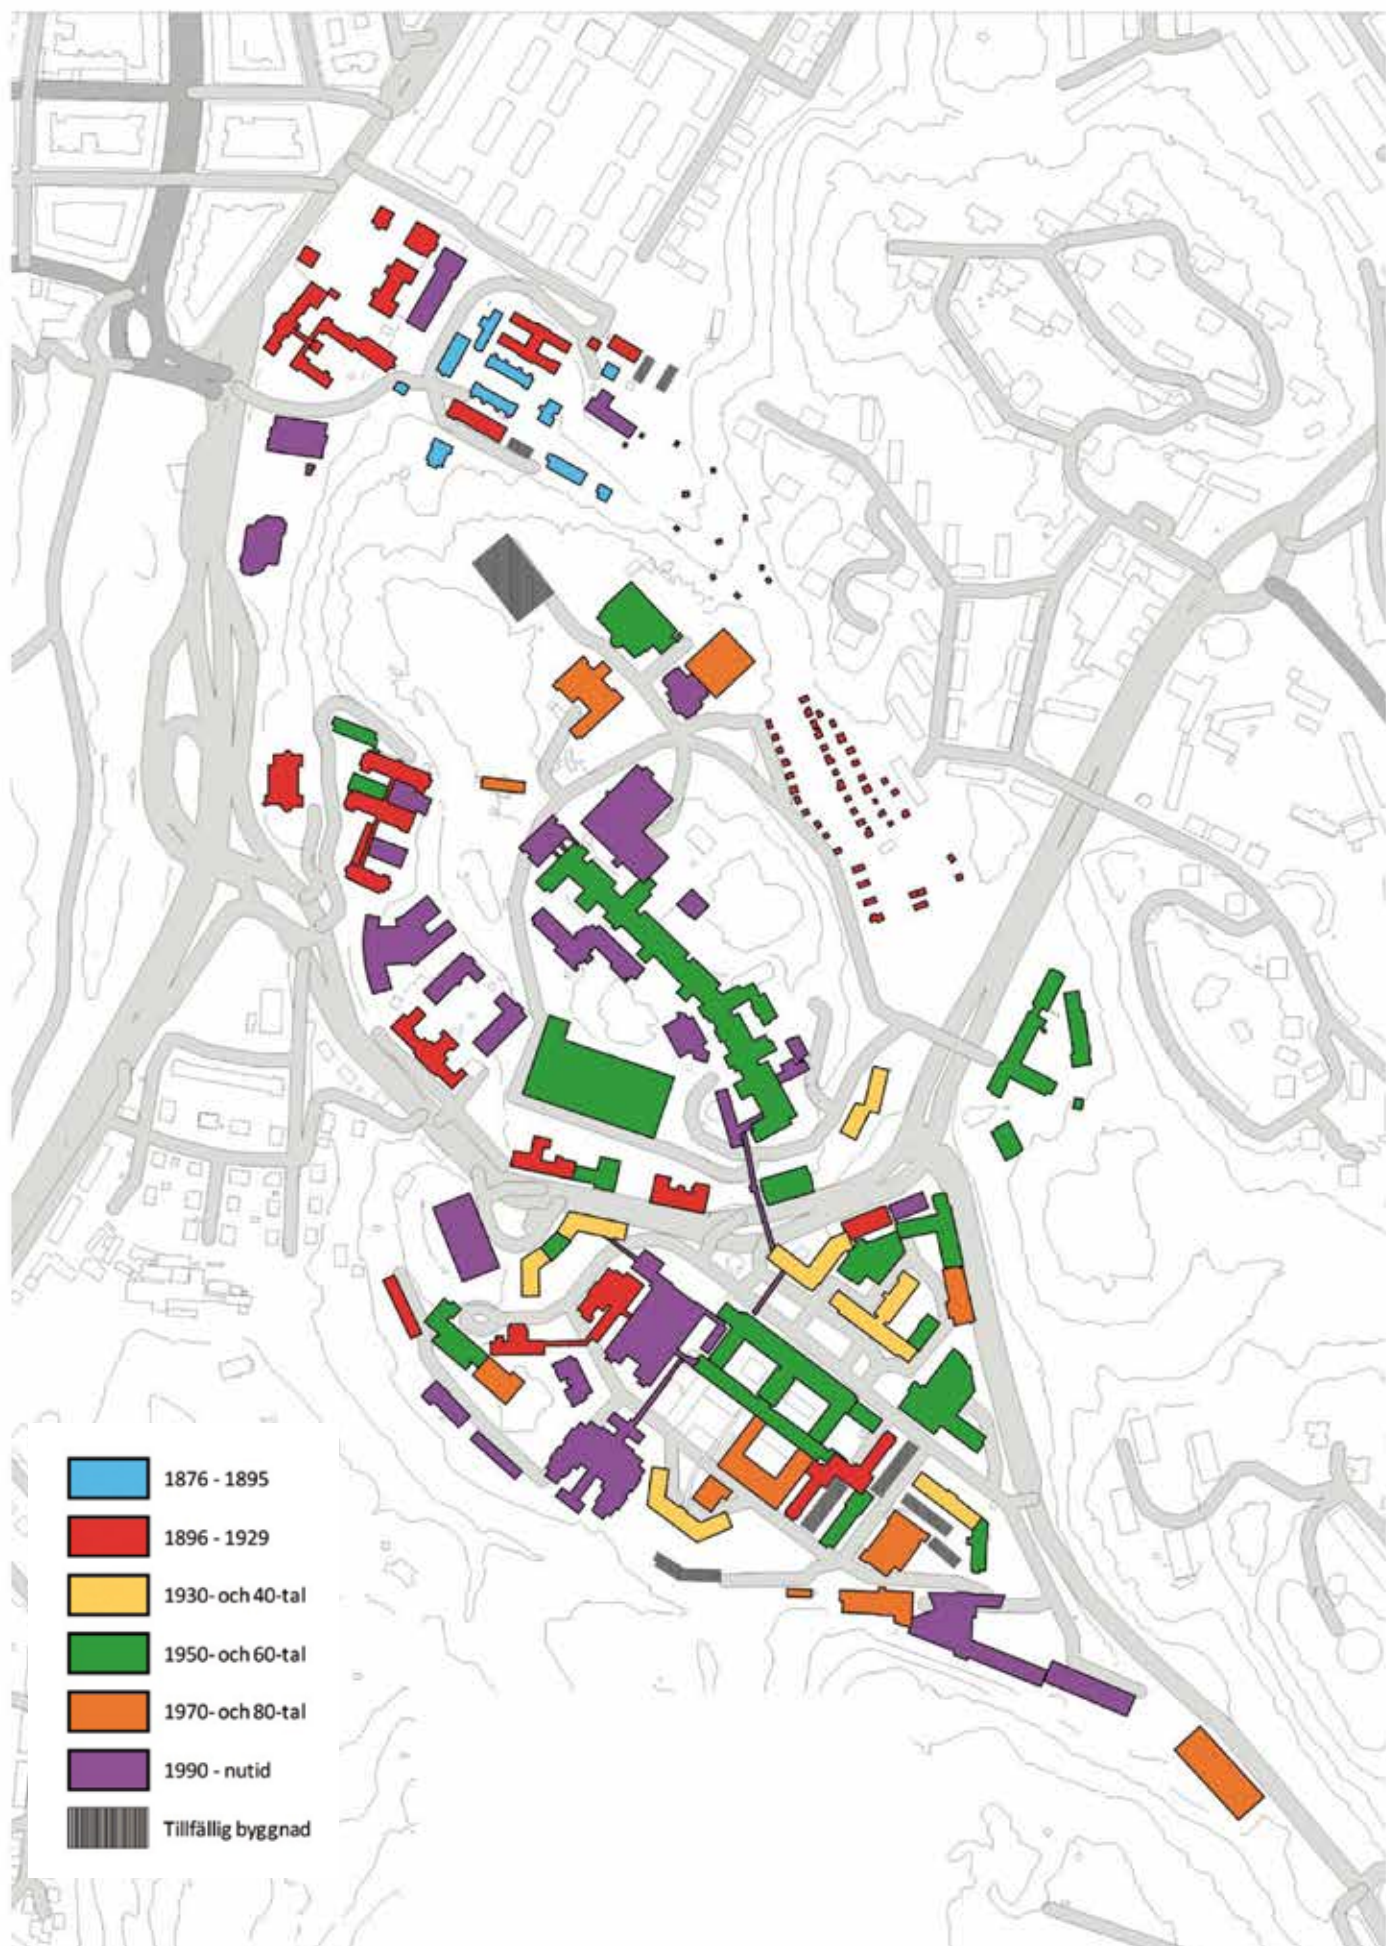 1876 - 1895
1896 - 1929
1930- och 40-tal
1950- och 60-tal
1970- och 80-tal
1990 - nutid
Tillfällig byggnad